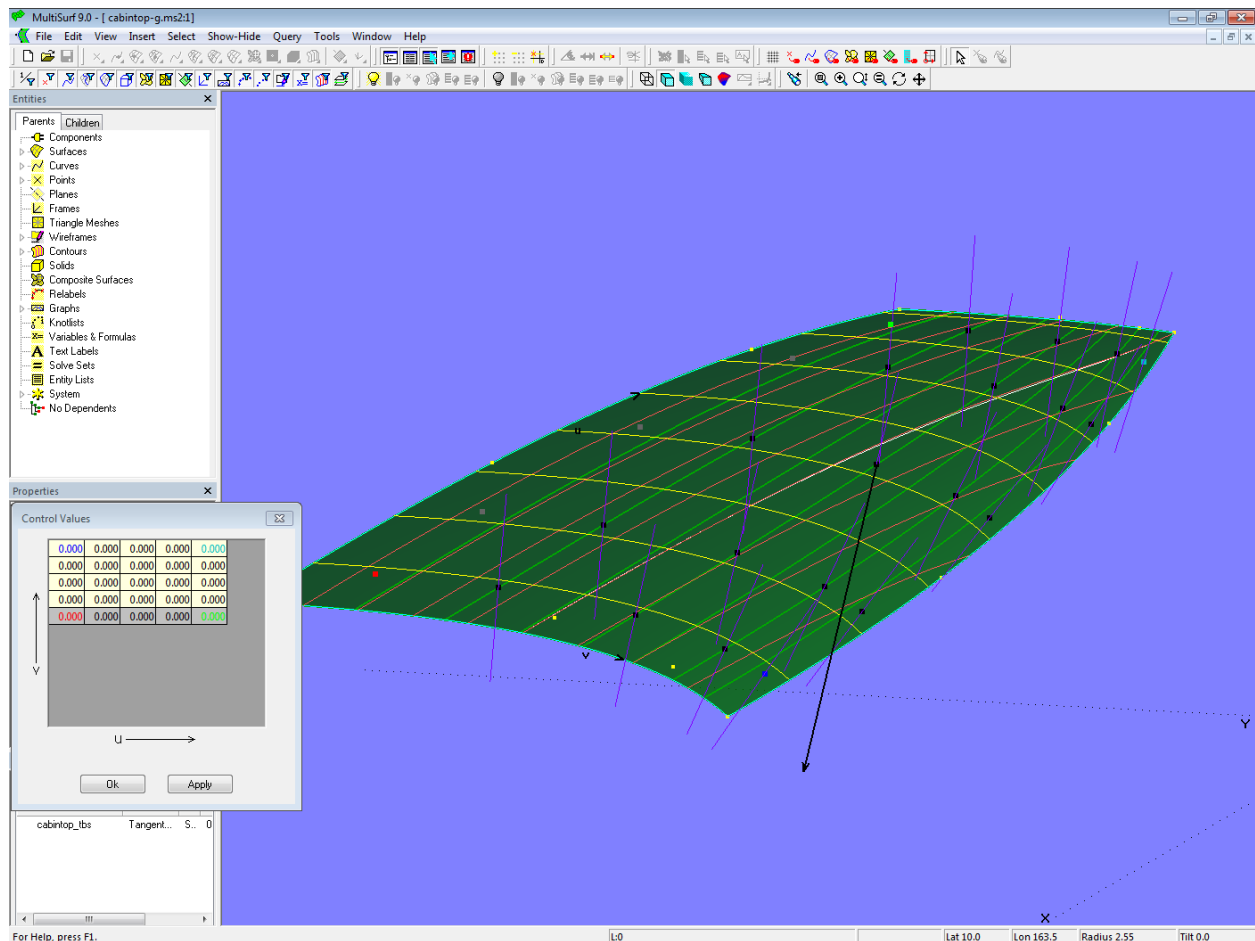 MultiSurf 9.0 - [ cabintop-g.ms2:1]
File Edit View Insert Select Show-Hide Query Tools Window Help
Entities
Parents Children
Components
Surfaces
Curves
Points
Planes
Frames
Triangle Meshes
Wireframes
Contours
Solids
Composite Surfaces
Relabels
Graphs
Knotlists
Variables & Formulas
Text Labels
Solve Sets
Entity Lists
System
No Dependents
Properties
Control Values
0.000 0.000 0.000 0.000 0.000
0.000 0.000 0.000 0.000 0.000
0.000 0.000 0.000 0.000 0.000
0.000 0.000 0.000 0.000 0.000
0.000 0.000 0.000 0.000 0.000
V
U
Ok Apply
cabintop_tbs Tangent... S.. 0
u
v
Y
X
For Help, press F1. L:0 Lat 10.0 Lon 163.5 Radius 2.55 Tilt 0.0